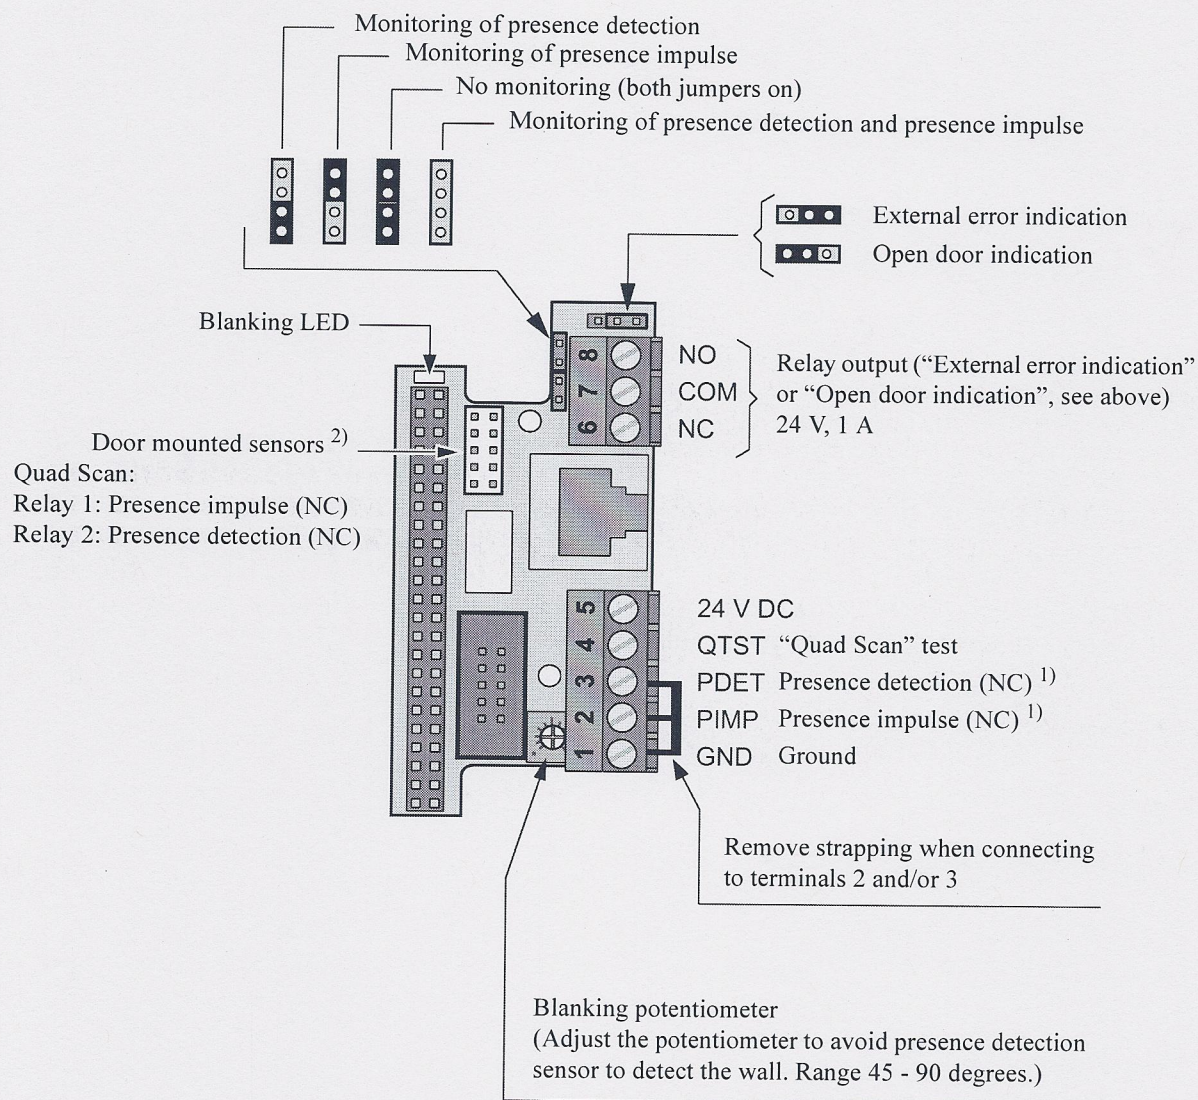 Monitoring of presence detection
Monitoring of presence impulse
No monitoring (both jumpers on)
Monitoring of presence detection and presence impulse
External error indication
Open door indication
Blanking LED
8 NO
7 COM
6 NC
Relay output (“External error indication”
or “Open door indication”, see above)
24 V, 1 A
Door mounted sensors 2)
Quad Scan:
Relay 1: Presence impulse (NC)
Relay 2: Presence detection (NC)
5 24 V DC
4 QTST “Quad Scan” test
3 PDET Presence detection (NC) 1)
2 PIMP Presence impulse (NC) 1)
1 GND Ground
Remove strapping when connecting
to terminals 2 and/or 3
Blanking potentiometer
(Adjust the potentiometer to avoid presence detection
sensor to detect the wall. Range 45 - 90 degrees.)